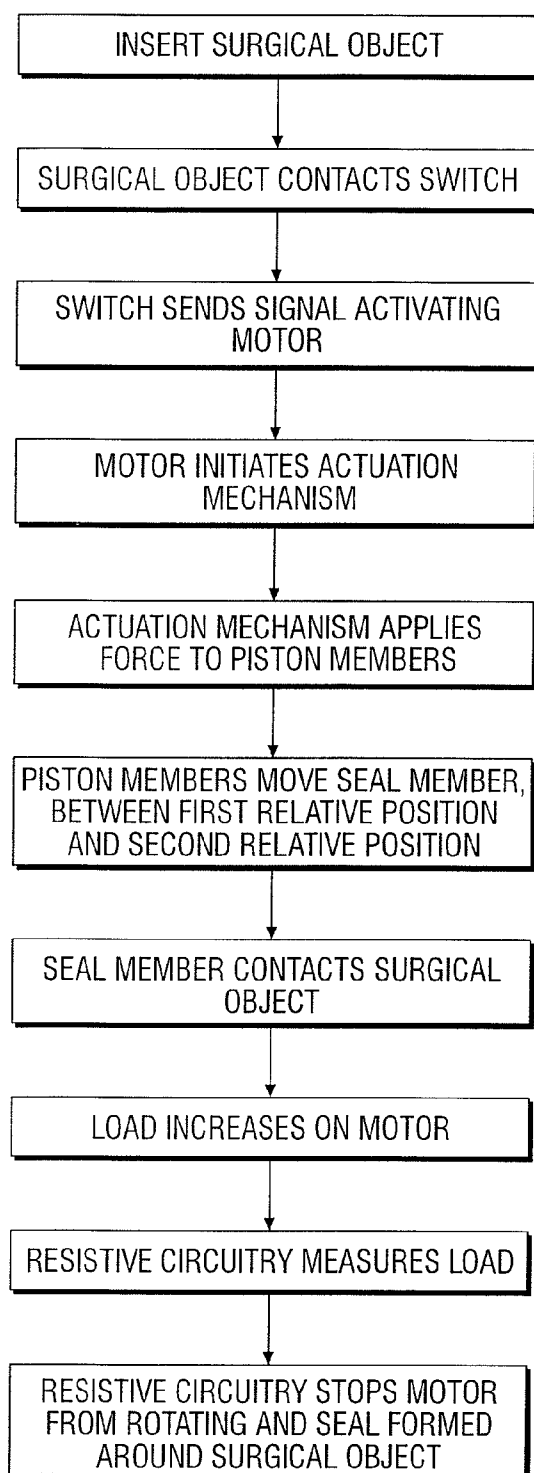 INSERT SURGICAL OBJECT
SURGICAL OBJECT CONTACTS SWITCH
SWITCH SENDS SIGNAL ACTIVATING
MOTOR
MOTOR INITIATES ACTUATION
MECHANISM
ACTUATION MECHANISM APPLIES
FORCE TO PISTON MEMBERS
PISTON MEMBERS MOVE SEAL MEMBER,
BETWEEN FIRST RELATIVE POSITION
AND SECOND RELATIVE POSITION
SEAL MEMBER CONTACTS SURGICAL
OBJECT
LOAD INCREASES ON MOTOR
RESISTIVE CIRCUITRY MEASURES LOAD
RESISTIVE CIRCUITRY STOPS MOTOR
FROM ROTATING AND SEAL FORMED
AROUND SURGICAL OBJECT